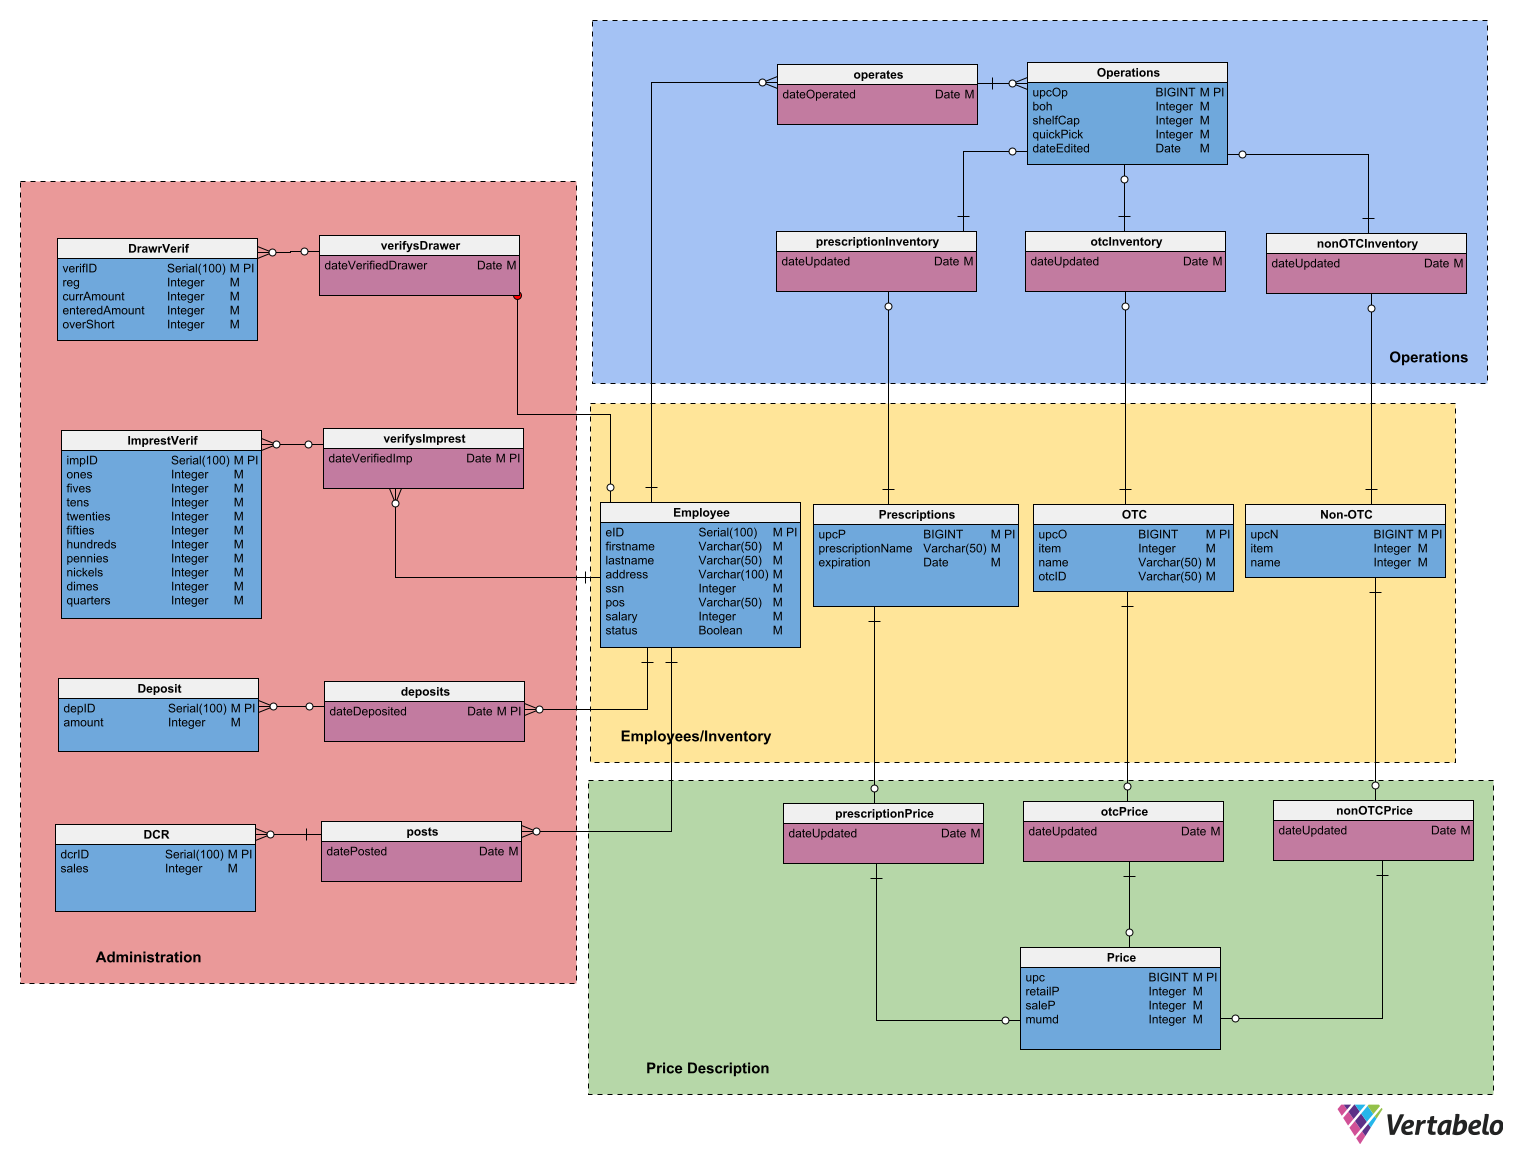 operates
dateOperated Date M
Operations
upcOp BIGINT M PI
boh Integer M
shelfCap Integer M
quickPick Integer M
dateEdited Date M
prescriptionInventory
dateUpdated Date M
otcInventory
dateUpdated Date M
nonOTCInventory
dateUpdated Date M
Operations
DrawrVerif
verifID Serial(100) M PI
reg Integer M
currAmount Integer M
enteredAmount Integer M
overShort Integer M
verifysDrawer
dateVerifiedDrawer Date M
ImprestVerif
impID Serial(100) M PI
ones Integer M
fives Integer M
tens Integer M
twenties Integer M
fifties Integer M
hundreds Integer M
pennies Integer M
nickels Integer M
dimes Integer M
quarters Integer M
verifysImprest
dateVerifiedImp Date M PI
Deposit
depID Serial(100) M PI
amount Integer M
deposits
dateDeposited Date M PI
DCR
dcrID Serial(100) M PI
sales Integer M
posts
datePosted Date M
Administration
Employee
eID Serial(100) M PI
firstname Varchar(50) M
lastname Varchar(50) M
address Varchar(100) M
ssn Integer M
pos Varchar(50) M
salary Integer M
status Boolean M
Prescriptions
upcP BIGINT M PI
prescriptionName Varchar(50) M
expiration Date M
OTC
upcO BIGINT M PI
item Integer M
name Varchar(50) M
otcID Varchar(50) M
Non-OTC
upcN BIGINT M PI
item Integer M
name Integer M
Employees/Inventory
prescriptionPrice
dateUpdated Date M
otcPrice
dateUpdated Date M
nonOTCPrice
dateUpdated Date M
Price
upc BIGINT M PI
retailP Integer M
saleP Integer M
mumd Integer M
Price Description
Vertabelo